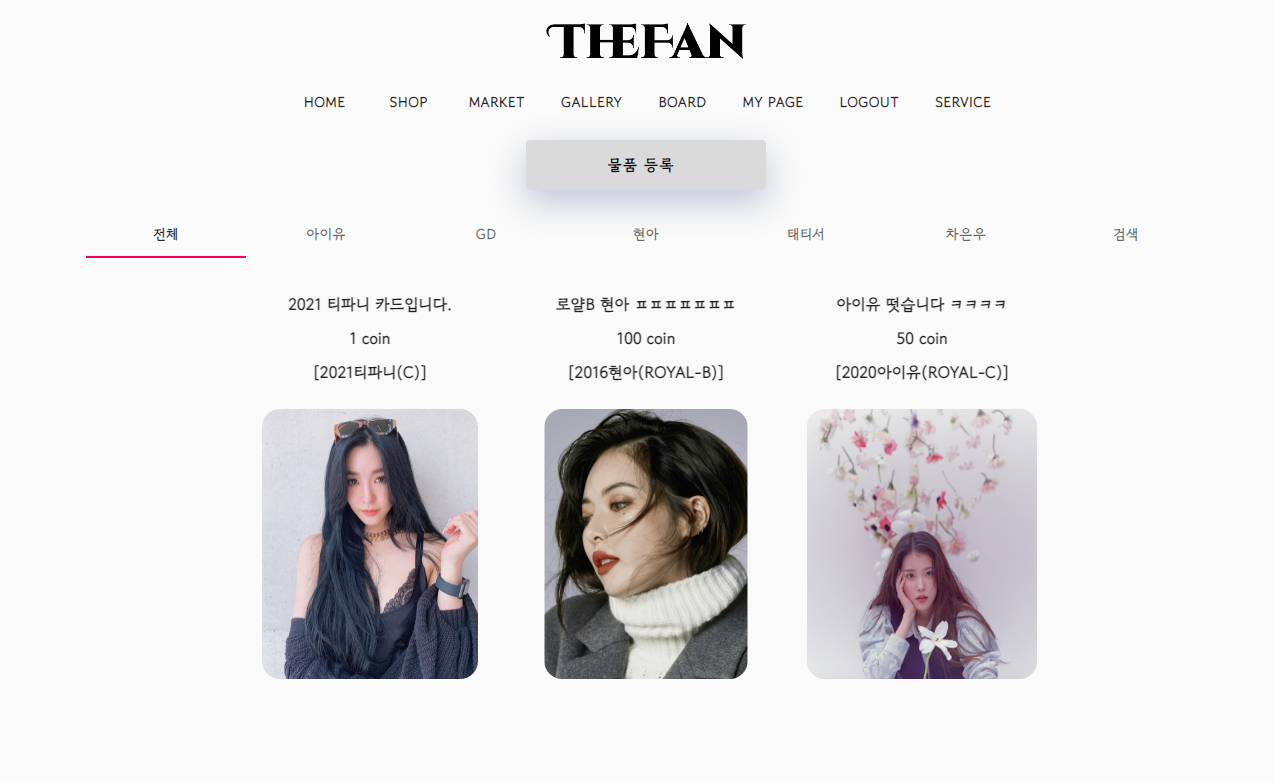 THEFAN
HOME SHOP MARKET GALLERY BOARD MY PAGE LOGOUT SERVICE
물품 등록
전체 아이유 GD 현아 태티서 차은우 검색
2021 티파니 카드입니다. 로얄B 현아 ㅍㅍㅍㅍㅍㅍㅍ 아이유 떳습니다 ㅋㅋㅋㅋ
1 coin 100 coin 50 coin
[2021티파니(C)] [2016현아(ROYAL-B)] [2020아이유(ROYAL-C)]